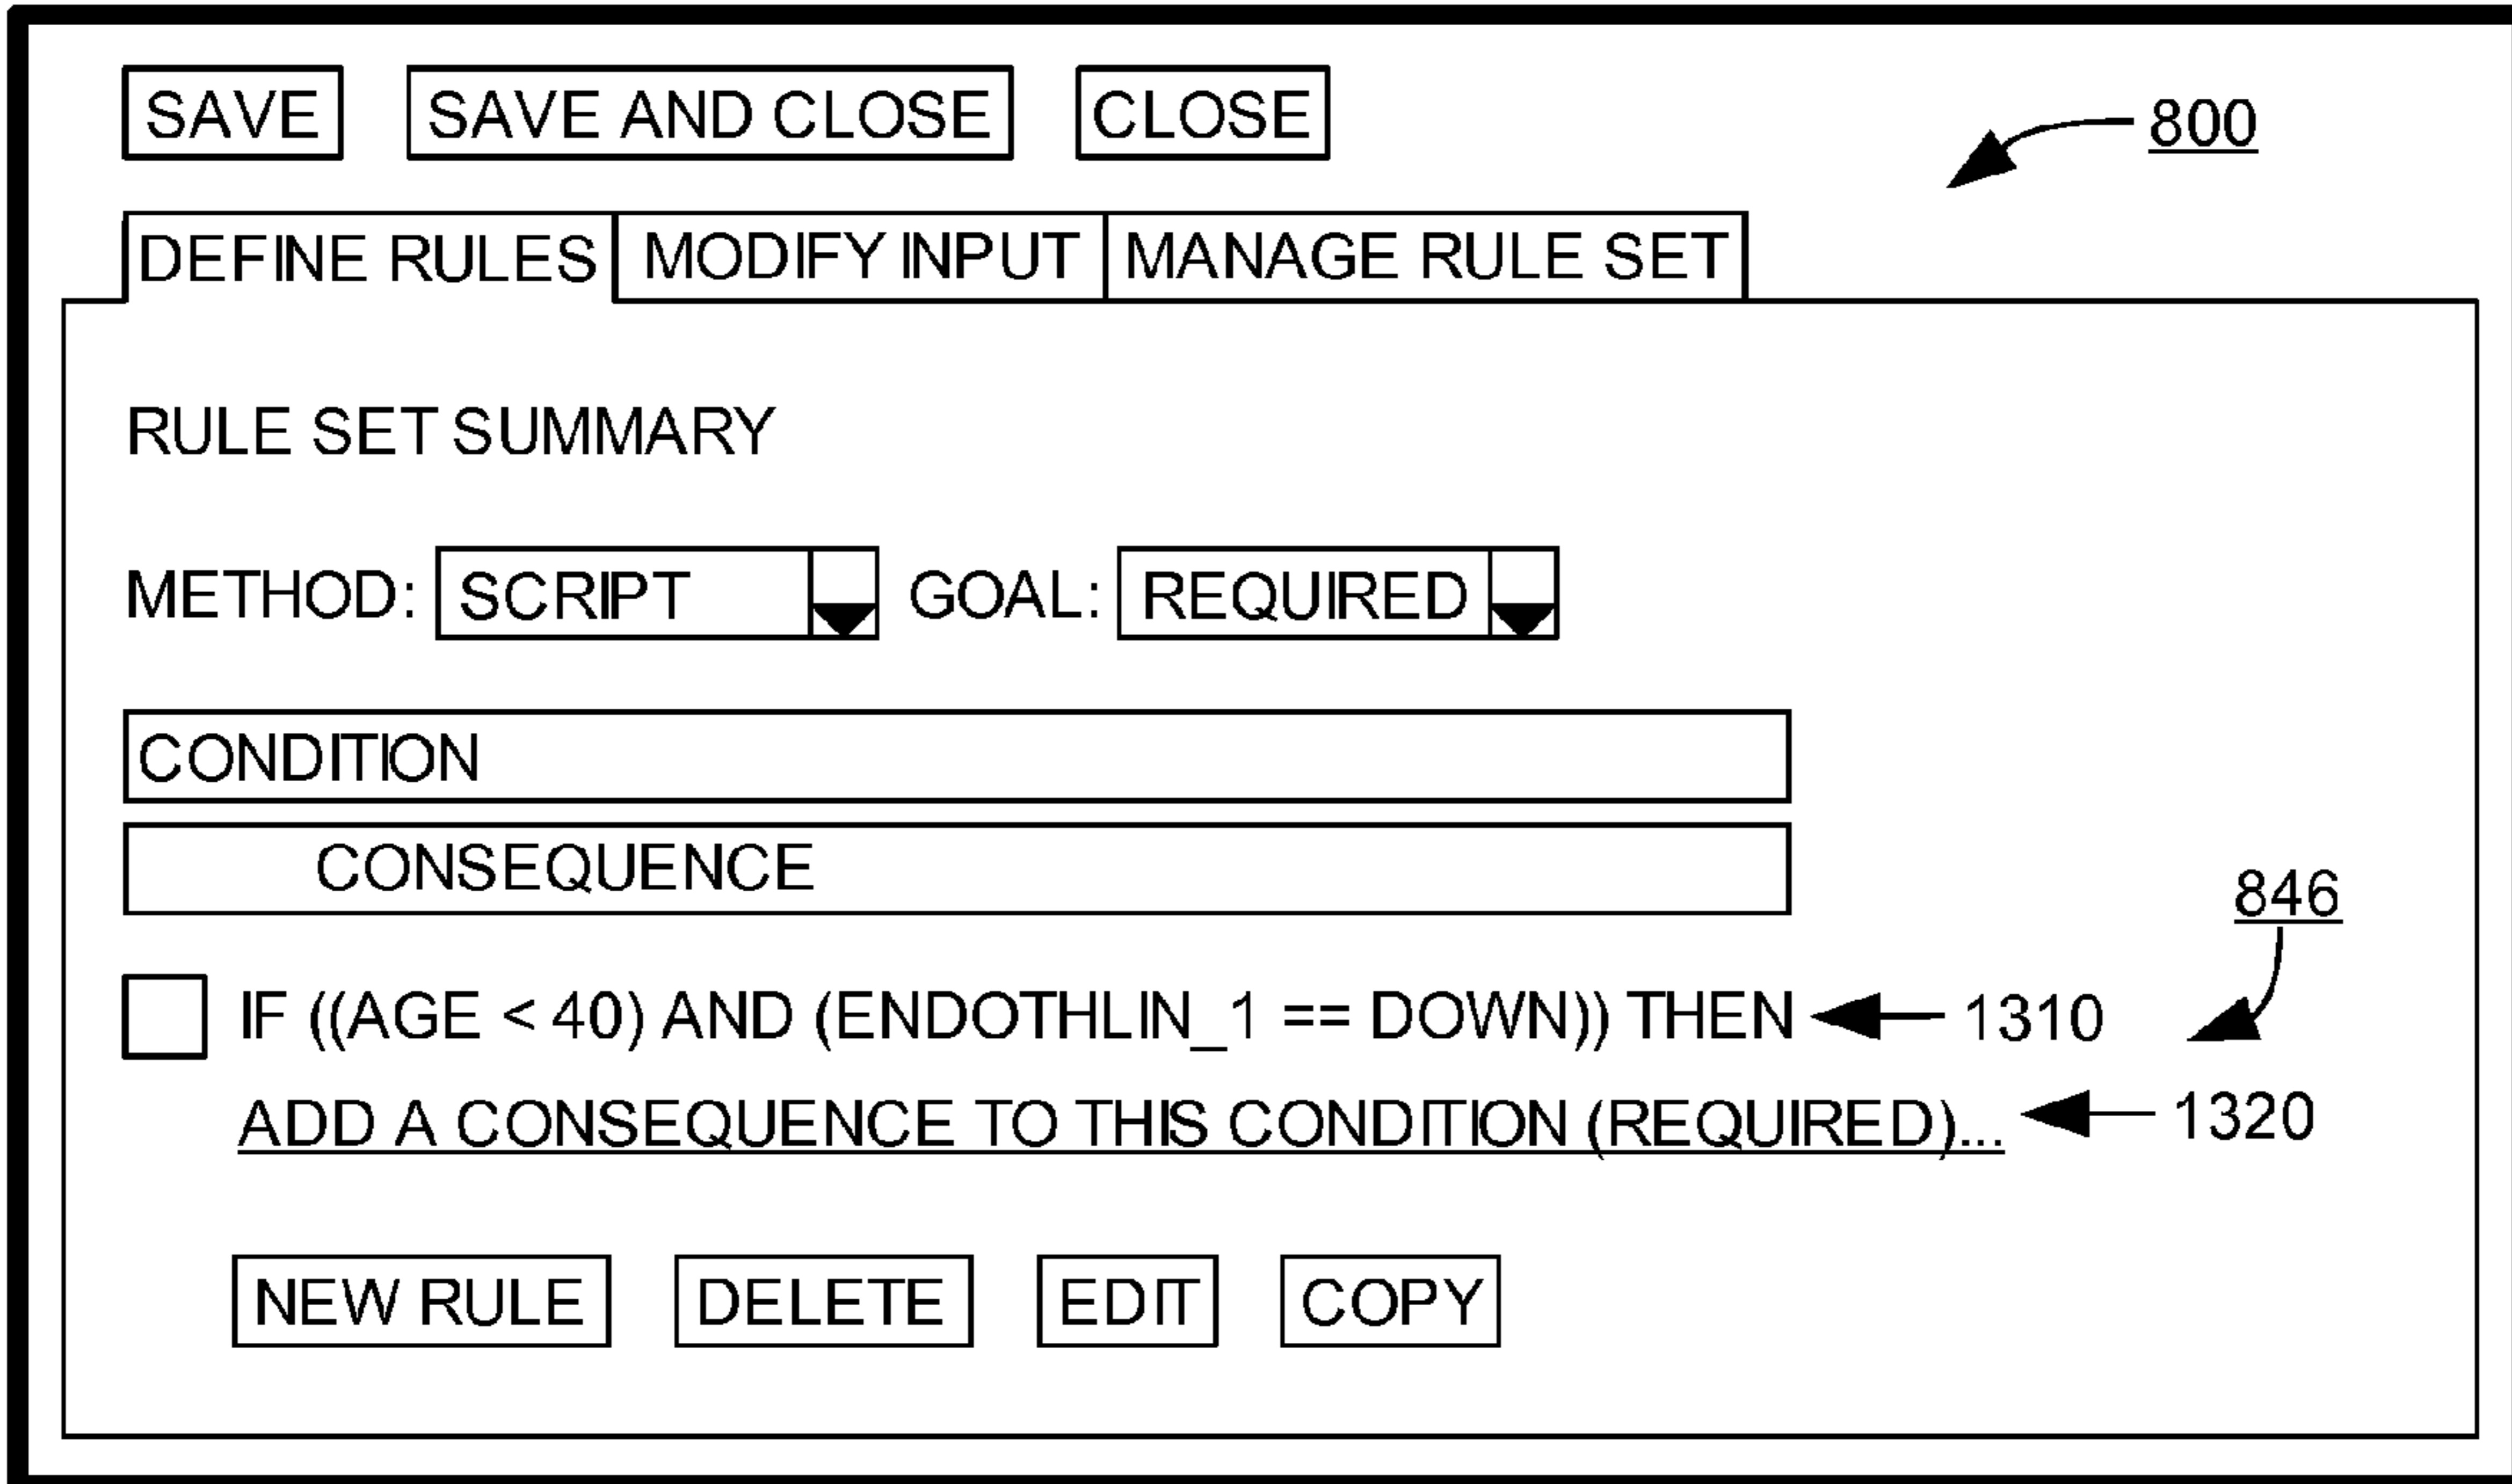 SAVE SAVE AND CLOSE CLOSE
800
DEFINE RULES MODIFY INPUT MANAGE RULE SET
RULE SET SUMMARY
METHOD: SCRIPT GOAL: REQUIRED
CONDITION
CONSEQUENCE
846
IF ((AGE < 40) AND (ENDOTHLIN_1 == DOWN)) THEN 1310
ADD A CONSEQUENCE TO THIS CONDITION (REQUIRED)... 1320
NEW RULE DELETE EDIT COPY